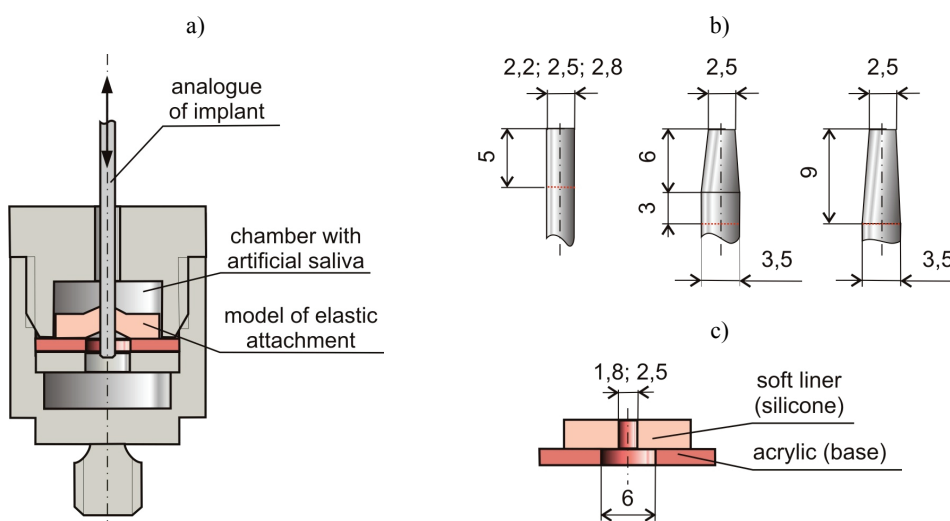 a)
analogue
of implant
chamber with
artificial saliva
model of elastic
attachment
b)
2,2; 2,5; 2,8
5
2,5
6
3
3,5
2,5
9
3,5
c)
1,8; 2,5
soft liner
(silicone)
acrylic (base)
6